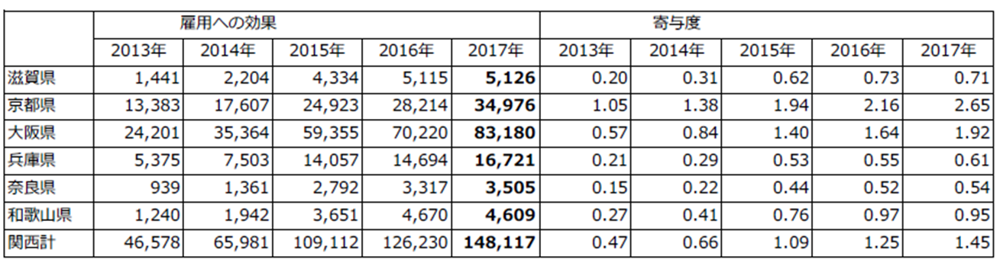 雇用への効果 寄与度
2013年 2014年 2015年 2016年 2017年 2013年 2014年 2015年 2016年 2017年
滋賀県 1,441 2,204 4,334 5,115 5,126 0.20 0.31 0.62 0.73 0.71
京都県 13,383 17,607 24,923 28,214 34,976 1.05 1.38 1.94 2.16 2.65
大阪県 24,201 35,364 59,355 70,220 83,180 0.57 0.84 1.40 1.64 1.92
兵庫県 5,375 7,503 14,057 14,694 16,721 0.21 0.29 0.53 0.55 0.61
奈良県 939 1,361 2,792 3,317 3,505 0.15 0.22 0.44 0.52 0.54
和歌山県 1,240 1,942 3,651 4,670 4,609 0.27 0.41 0.76 0.97 0.95
関西計 46,578 65,981 109,112 126,230 148,117 0.47 0.66 1.09 1.25 1.45